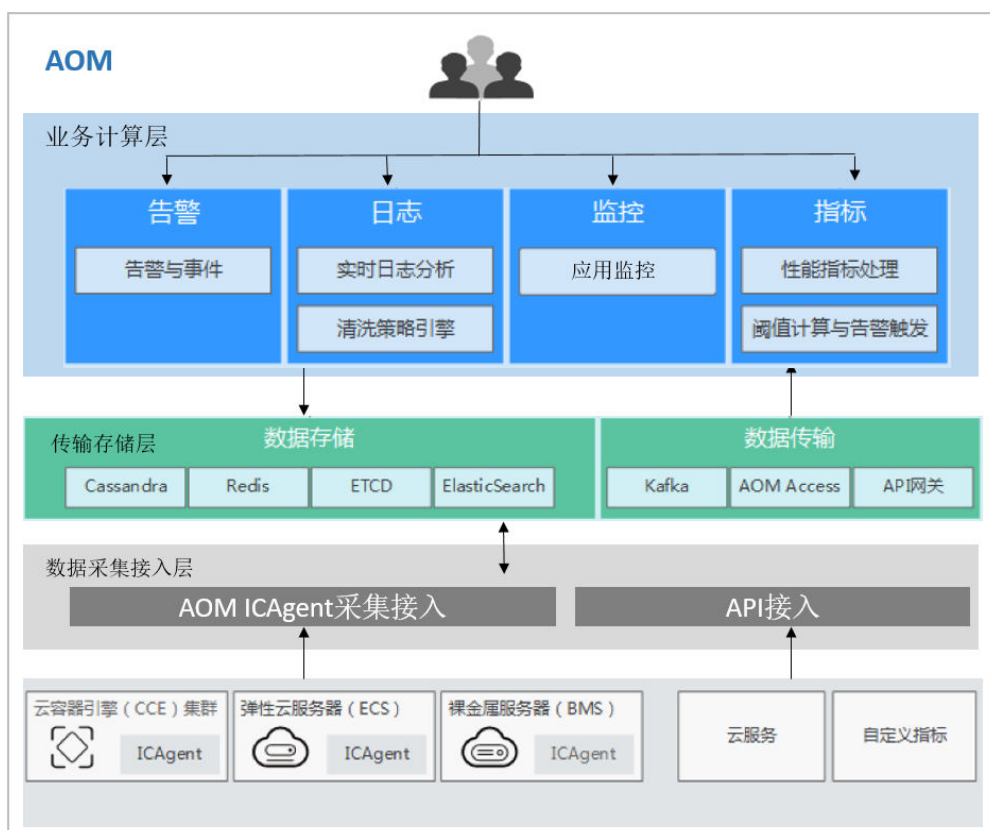 AOM
业务计算层
告警
日志
监控
指标
告警与事件
实时日志分析
应用监控
性能指标处理
清洗策略引擎
阈值计算与告警触发
传输存储层
数据存储
数据传输
Cassandra
Redis
ETCD
ElasticSearch
Kafka
AOM Access
API网关
数据采集接入层
AOM ICAgent采集接入
API接入
云容器引擎（CCE）集群
ICAgent
弹性云服务器（ECS）
ICAgent
裸金属服务器（BMS）
ICAgent
云服务
自定义指标